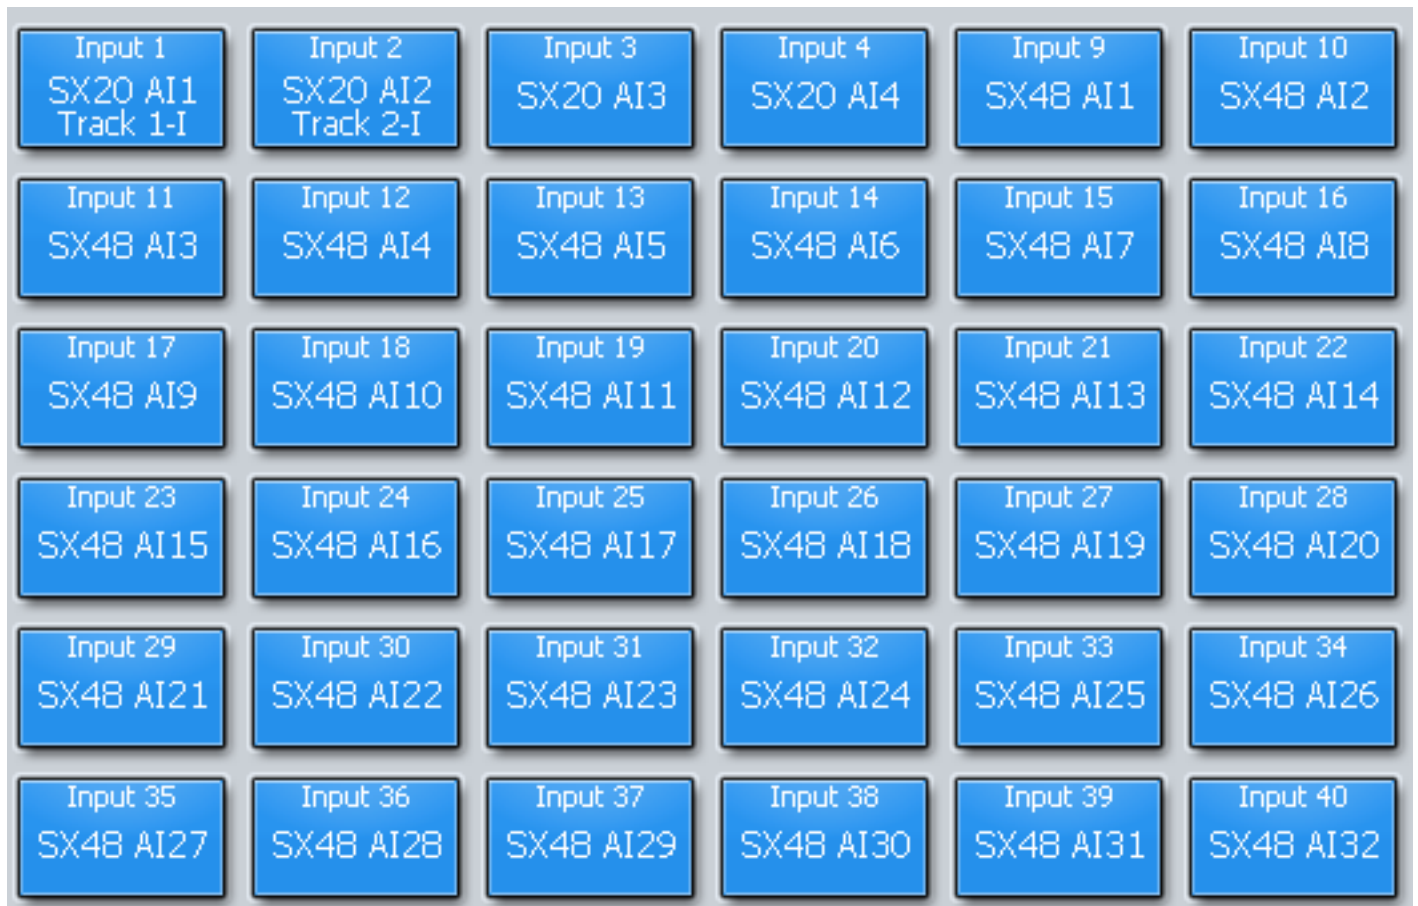 Input 1
SX20 AI1
Track 1-I
Input 2
SX20 AI2
Track 2-I
Input 3
SX20 AI3
Input 4
SX20 AI4
Input 9
SX48 AI1
Input 10
SX48 AI2
Input 11
SX48 AI3
Input 12
SX48 AI4
Input 13
SX48 AI5
Input 14
SX48 AI6
Input 15
SX48 AI7
Input 16
SX48 AI8
Input 17
SX48 AI9
Input 18
SX48 AI10
Input 19
SX48 AI11
Input 20
SX48 AI12
Input 21
SX48 AI13
Input 22
SX48 AI14
Input 23
SX48 AI15
Input 24
SX48 AI16
Input 25
SX48 AI17
Input 26
SX48 AI18
Input 27
SX48 AI19
Input 28
SX48 AI20
Input 29
SX48 AI21
Input 30
SX48 AI22
Input 31
SX48 AI23
Input 32
SX48 AI24
Input 33
SX48 AI25
Input 34
SX48 AI26
Input 35
SX48 AI27
Input 36
SX48 AI28
Input 37
SX48 AI29
Input 38
SX48 AI30
Input 39
SX48 AI31
Input 40
SX48 AI32